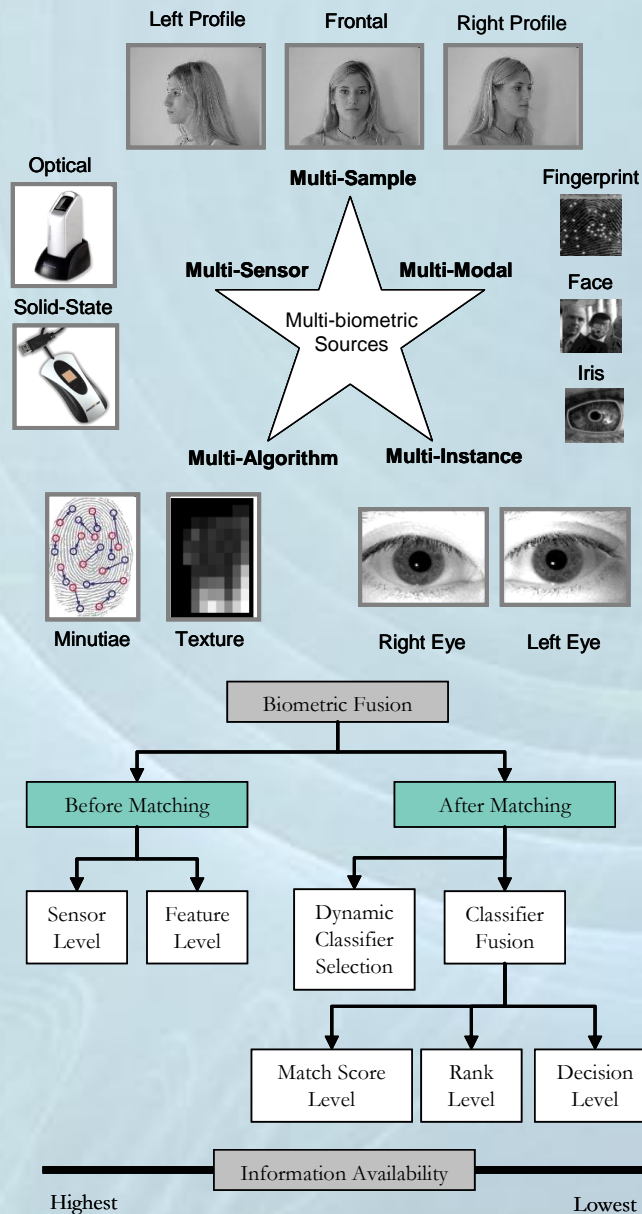 Left Profile
Frontal
Right Profile
Optical
Multi-Sample
Fingerprint
Multi-Sensor
Multi-Modal
Face
Solid-State
Multi-biometric
Sources
Iris
Multi-Algorithm
Multi-Instance
Minutiae
Texture
Right Eye
Left Eye
Biometric Fusion
Before Matching
After Matching
Sensor
Level
Feature
Level
Dynamic
Classifier
Selection
Classifier
Fusion
Match Score
Level
Rank
Level
Decision
Level
Information Availability
Highest
Lowest